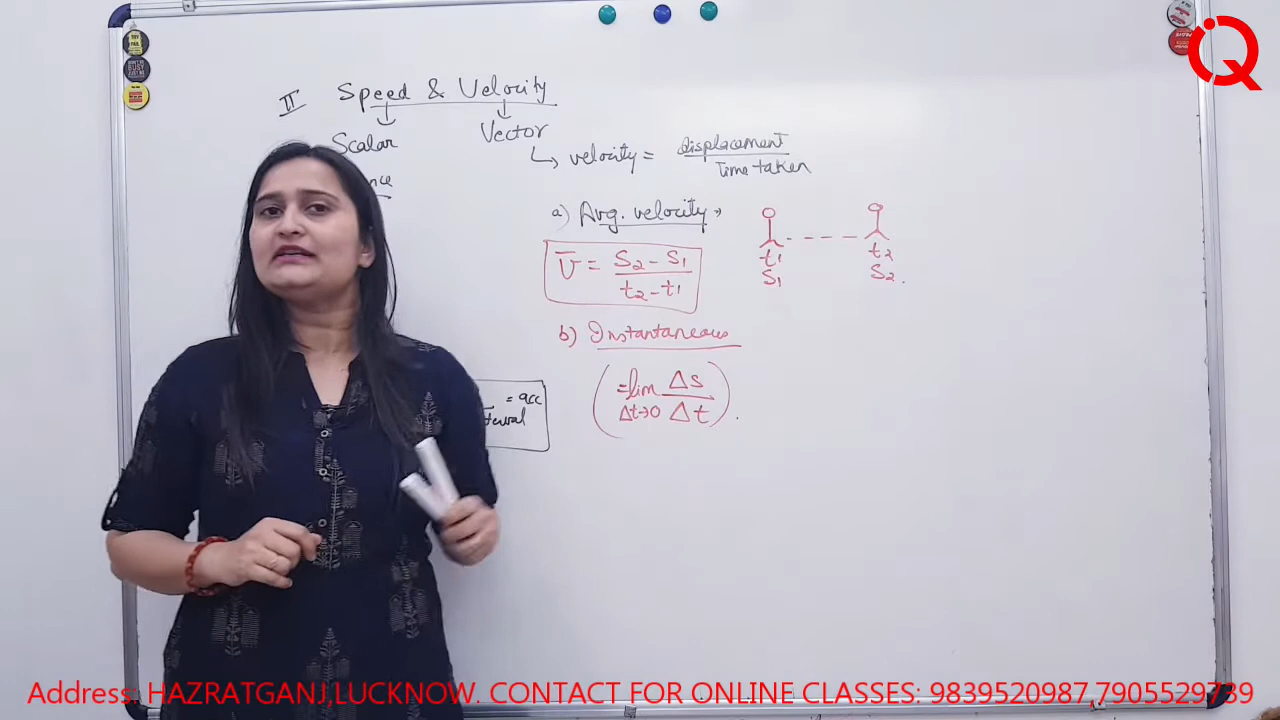 II Speed & Velocity
Scalar
Vector
velocity = displacement / Time taken
a) Avg. velocity →
V̄ = S2 - S1 / t2 - t1
t1 t2
S1 S2.
b) Instantaneous
( = lim Δt→0 Δs / Δt ).
= acc
Address: HAZRATGANJ,LUCKNOW. CONTACT FOR ONLINE CLASSES: 9839520987,7905529739